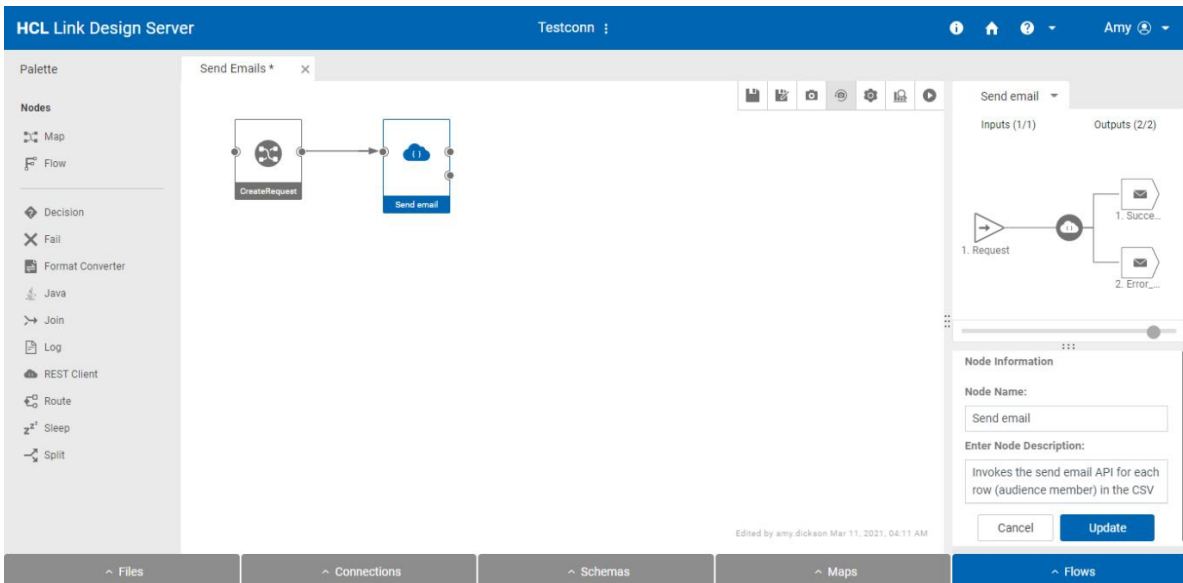 HCL Link Design Server
Testconn
Amy
Palette
Send Emails *
Nodes
Map
Flow
Decision
Fail
Format Converter
Java
Join
Log
REST Client
Route
Sleep
Split
CreateRequest
Send email
Edited by amy.dickson Mar 11, 2021, 04:11 AM
Send email
Inputs (1/1)
Outputs (2/2)
1. Request
1. Succe...
2. Error_...
Node Information
Node Name:
Send email
Enter Node Description:
Invokes the send email API for each
row (audience member) in the CSV
Cancel
Update
Files
Connections
Schemas
Maps
Flows